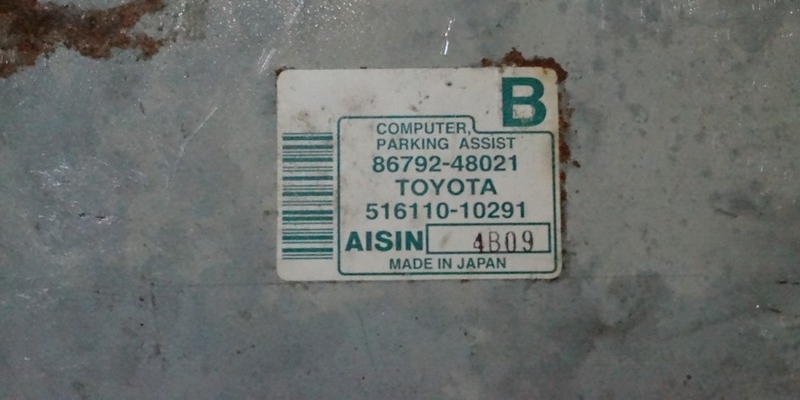 B
COMPUTER,
PARKING ASSIST
86792-48021
TOYOTA
516110-10291
AISIN 4B09
MADE IN JAPAN